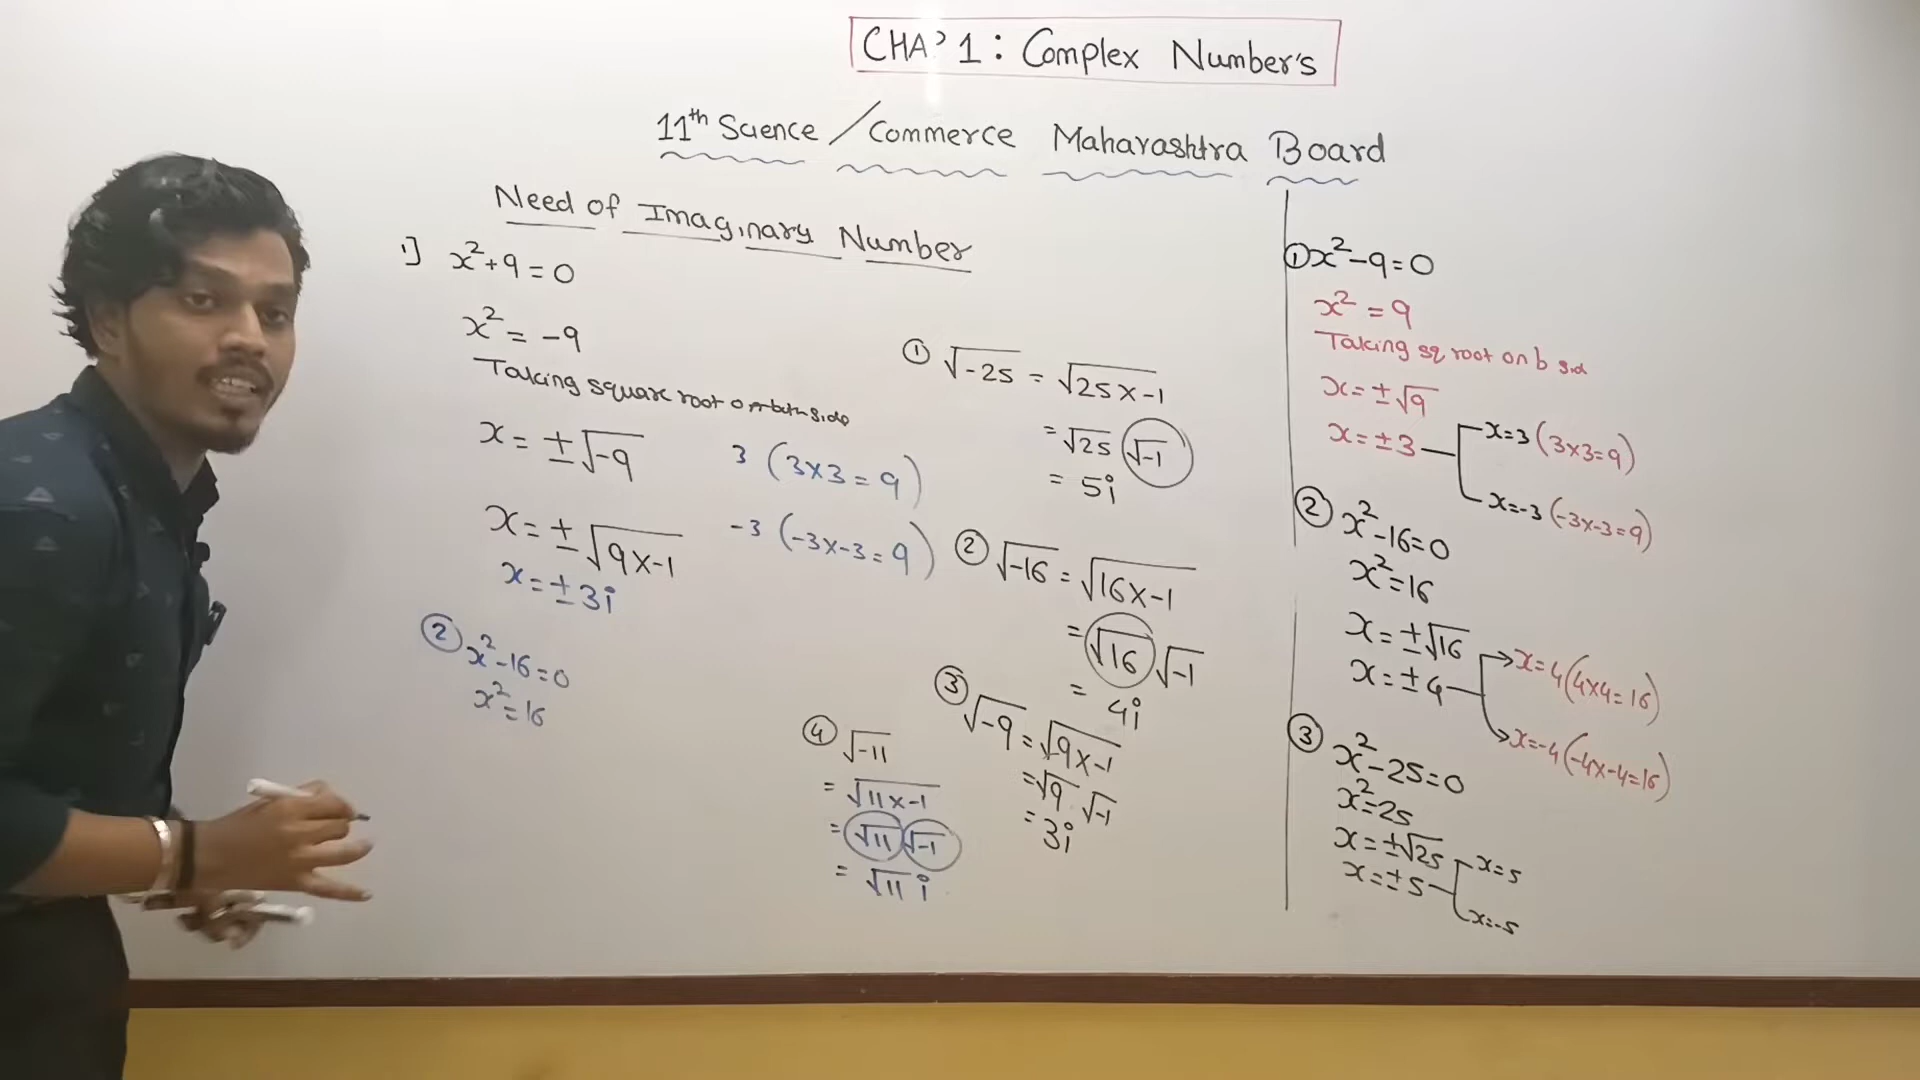 CHAP 1 : Complex Number's
11th Science / Commerce Maharashtra Board
Need of Imaginary Number
1] x²+9=0
x² = -9
Taking square root on both side
x = ±√-9
x = ±√9x-1
x = ±3i
3 (3x3=9)
-3 (-3x-3=9)
② x²-16=0
x²=16
① √-25 = √25x-1
= √25 √-1
= 5i
② √-16 = √16x-1
= √16 √-1
= 4i
③ √-9 = √9x-1
= √9 √-1
= 3i
④ √-11
= √11x-1
= √11 √-1
= √11 i
① x²-9=0
x² = 9
Taking sq root on b sid
x = ±√9
x = ±3
x=3 (3x3=9)
x=-3 (-3x-3=9)
② x²-16=0
x²=16
x = ±√16
x = ±4
x=4 (4x4=16)
x=-4 (-4x-4=16)
③ x²-25=0
x²=25
x = ±√25
x = ±5
x=5
x=-5